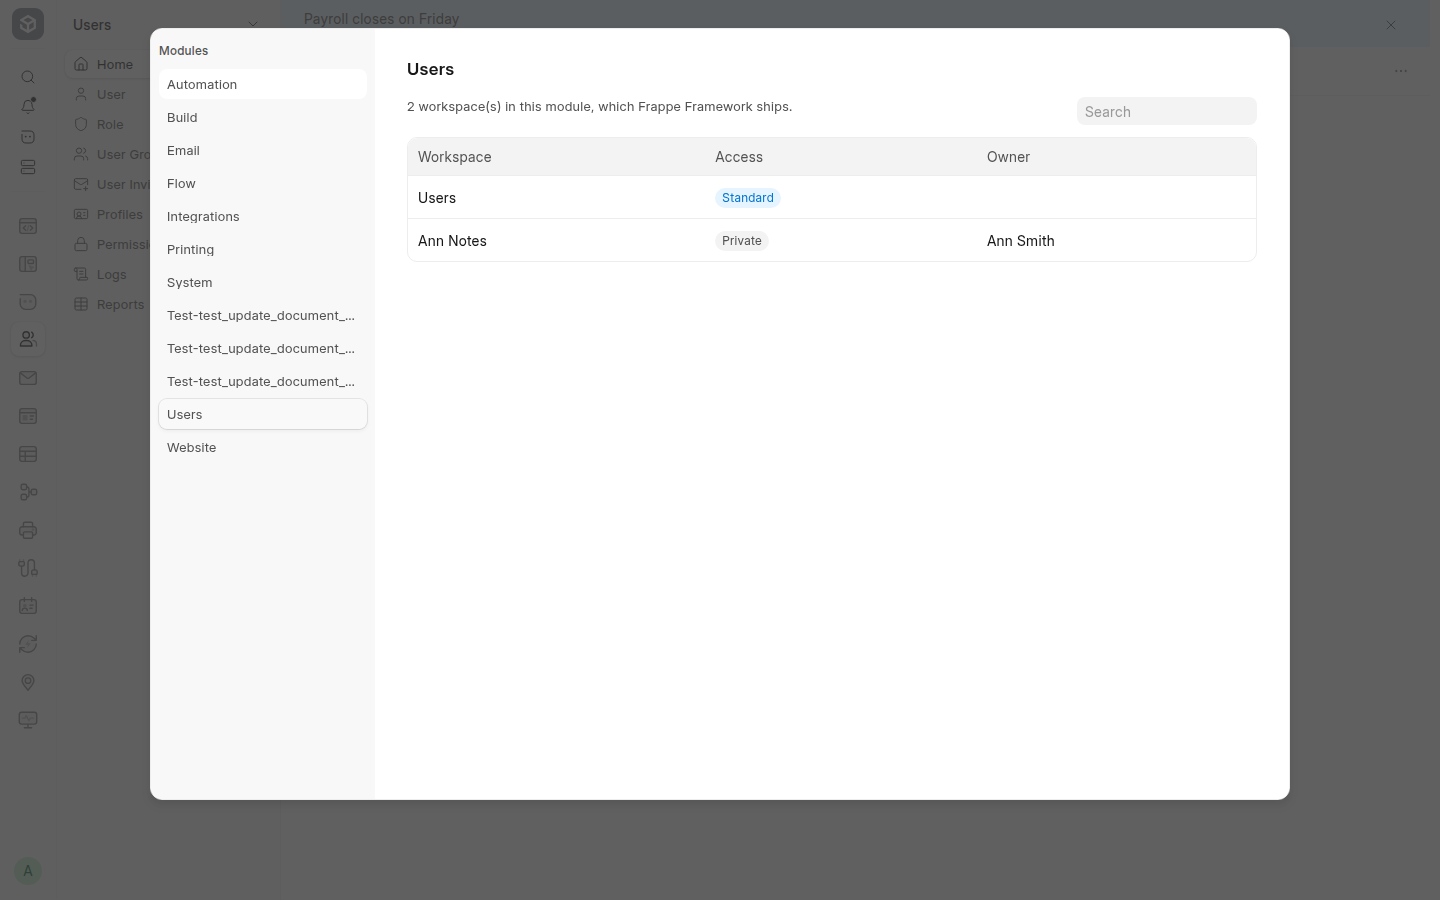 Users
Payroll closes on Friday
Home
User
Role
User Gro
User Invi
Profiles
Permissi
Logs
Reports
A
Modules
Automation
Build
Email
Flow
Integrations
Printing
System
Test-test_update_document_...
Test-test_update_document_...
Test-test_update_document_...
Users
Website
Users
2 workspace(s) in this module, which Frappe Framework ships.
Search
Workspace Access Owner
Users Standard
Ann Notes Private Ann Smith